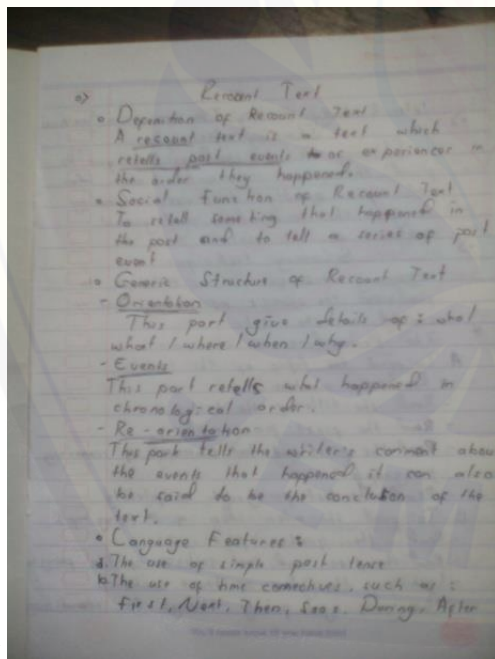 a) Recount Text
• Definition of Recount Text
A recount text is a text which
retells past events or experiences in
the order they happened.
• Social Function of Recount Text
To retell something that happened in
the past and to tell a series of past
event
• Generic Structure of Recount Text
- Orientation
This part give details of : who/
what / where / when / why.
- Events
This part retells what happened in
chronological order.
- Re-orientation
This part tells the writer's comment abou
the events that happened it can also
be said to be the conclusion of the
text.
• Language Features :
a. The use of simple past tense
b. The use of time connectives, such as :
First, Next, Then, During, After